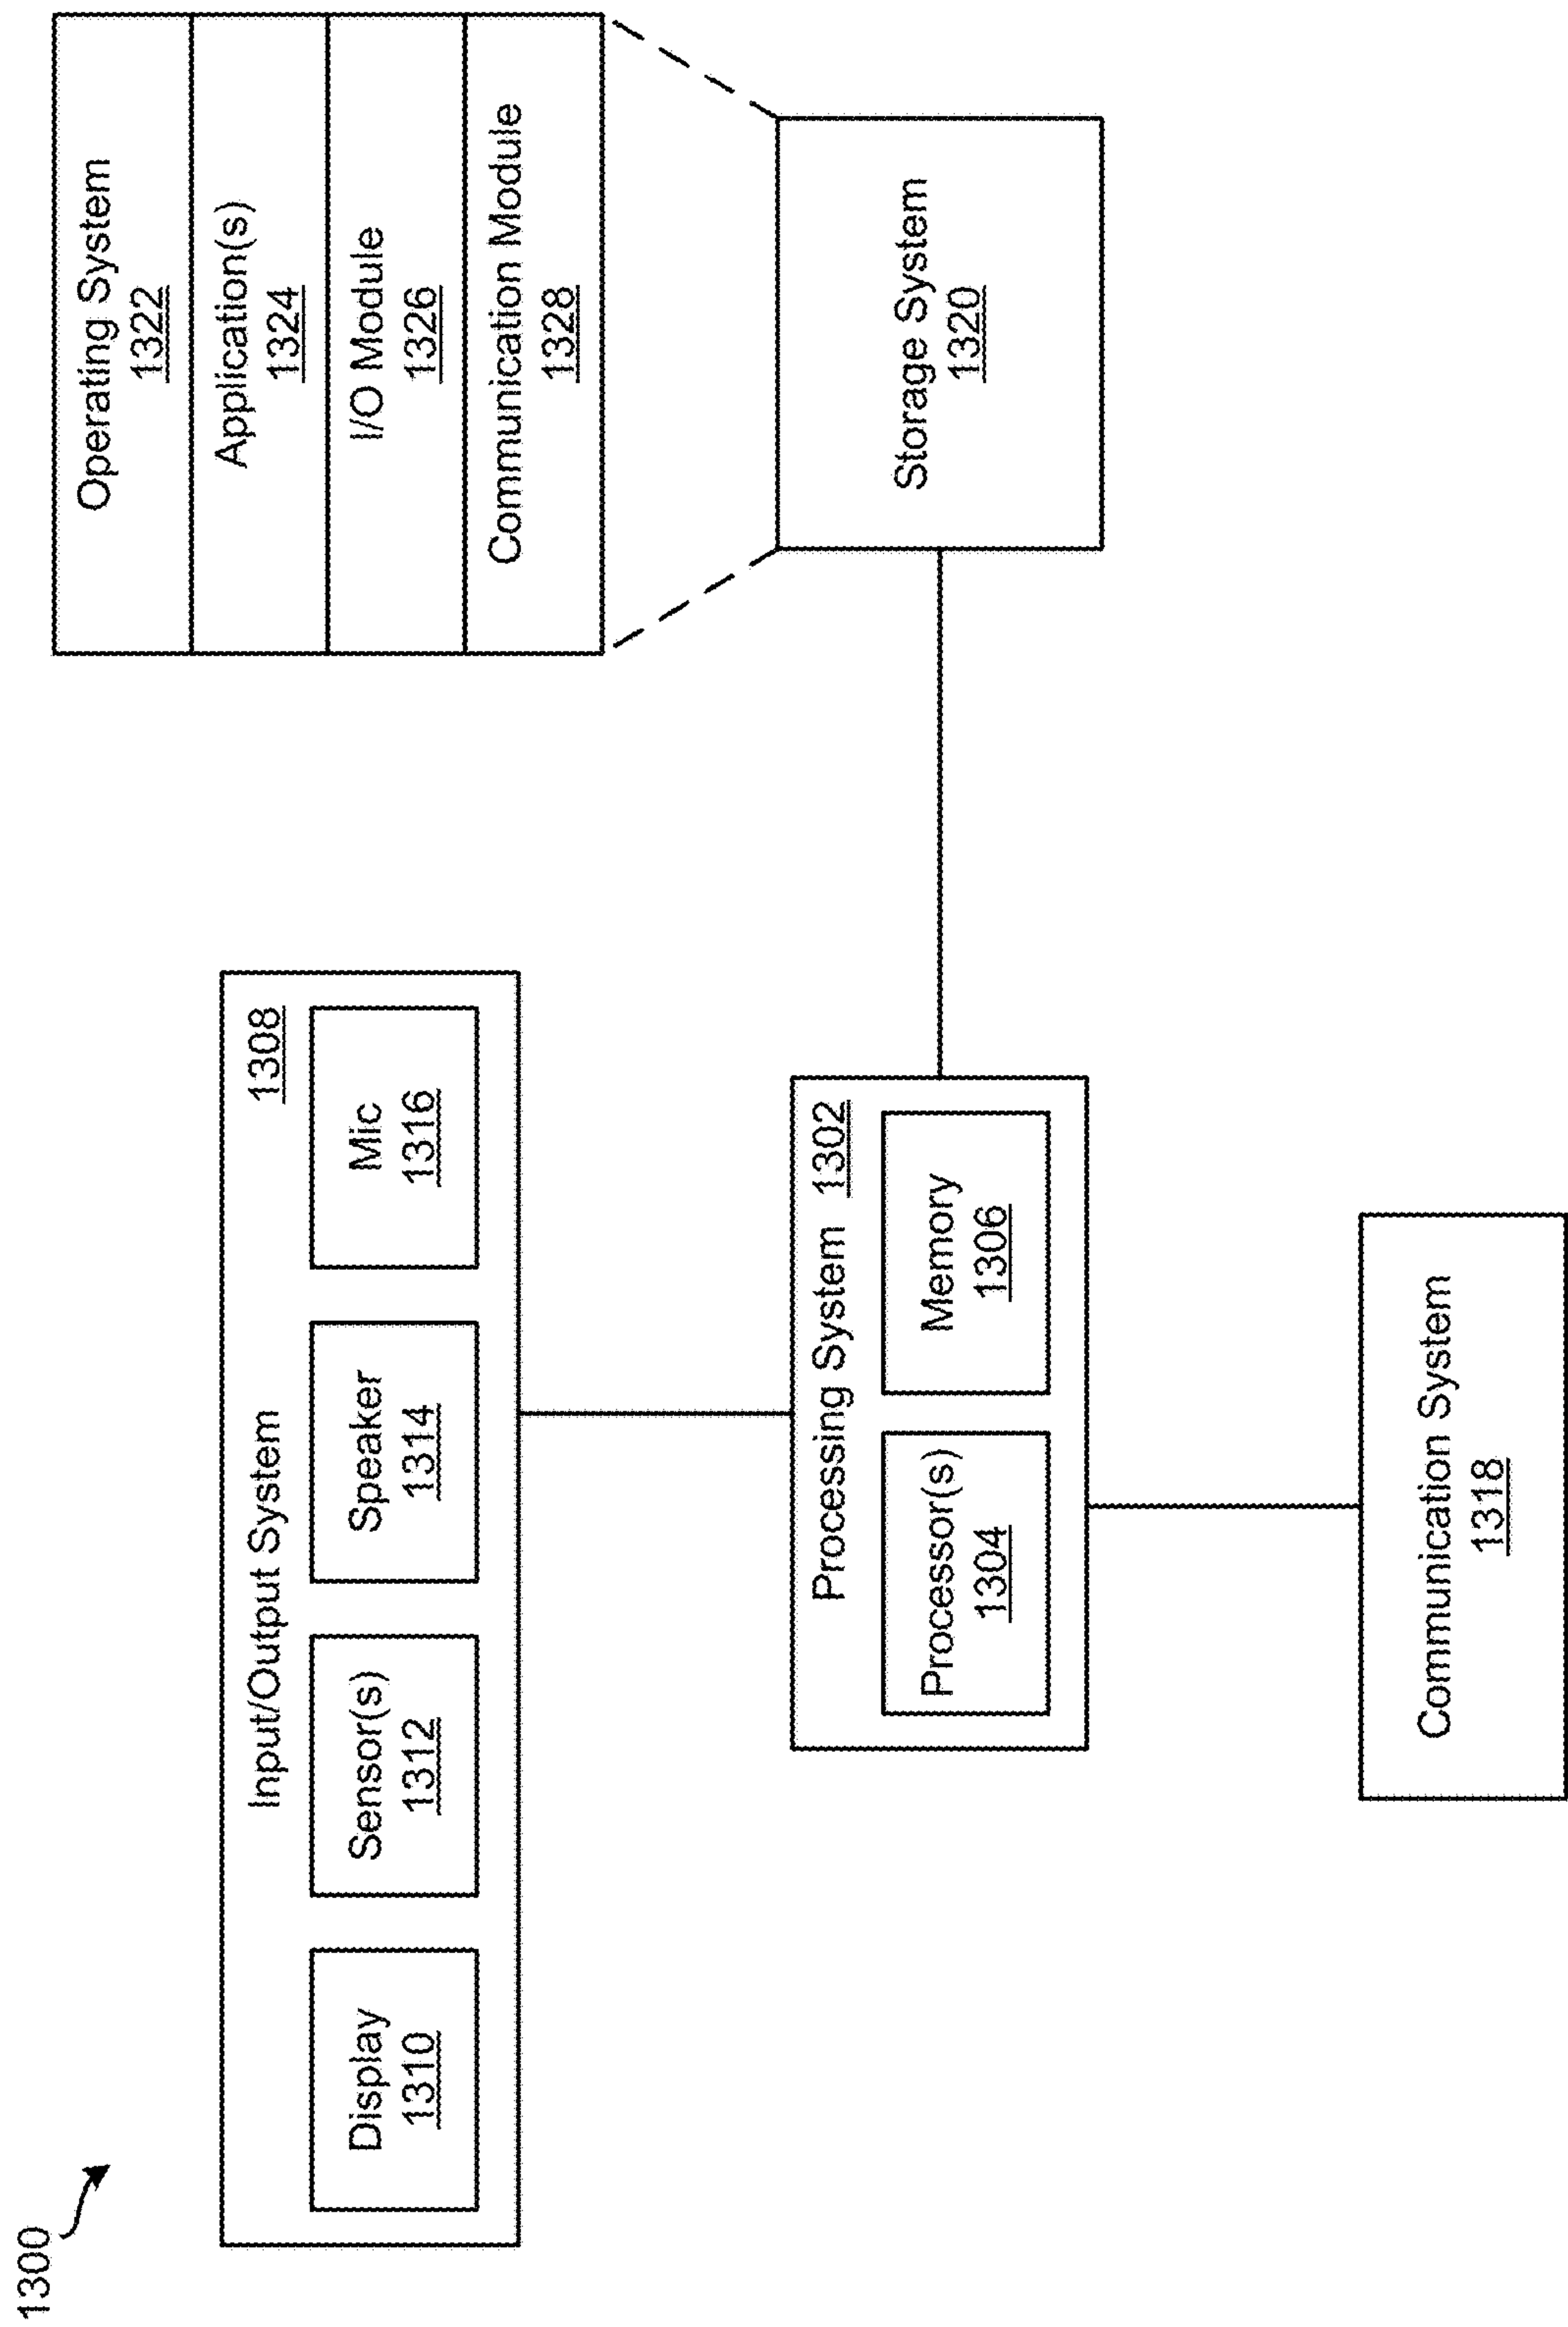 1300
Input/Output System
1308
Display
1310
Sensor(s)
1312
Speaker
1314
Mic
1316
Processing System 1302
Processor(s)
1304
Memory
1306
Communication System
1318
Operating System
1322
Application(s)
1324
I/O Module
1326
Communication Module
1328
Storage System
1320